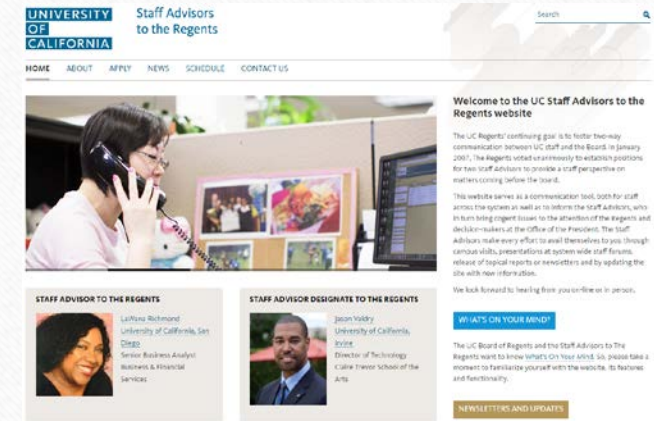 UNIVERSITY
OF
CALIFORNIA
Staff Advisors
to the Regents
Search
HOME ABOUT APPLY NEWS SCHEDULE CONTACT US
Welcome to the UC Staff Advisors to the
Regents website
The UC Regents' continuing goal is to foster two-way
communication between UC staff and the Board. In January
2007, The Regents voted unanimously to establish positions
for two Staff Advisors to provide a staff perspective on
matters coming before the board.
This website serves as a communication tool, both for staff
across the system as well as to inform the Staff Advisors, who
in turn bring cogent issues to the attention of the Regents and
decision-makers at the Office of the President. The Staff
Advisors make every effort to avail themselves to you through
campus visits, presentations at system wide staff forums,
release of topical reports or newsletters and by updating the
site with new information.
We look forward to hearing from you on-line or in person.
WHAT'S ON YOUR MIND?
The UC Board of Regents and the Staff Advisors to The
Regents want to know What's On Your Mind. So, please take a
moment to familiarize yourself with the website, its features
and functionality.
NEWSLETTERS AND UPDATES
STAFF ADVISOR TO THE REGENTS
LaWana Richmond
University of California, San
Diego
Senior Business Analyst
Business & Financial
Services
STAFF ADVISOR DESIGNATE TO THE REGENTS
Jason Valdry
University of California,
Irvine
Director of Technology
Claire Trevor School of the
Arts